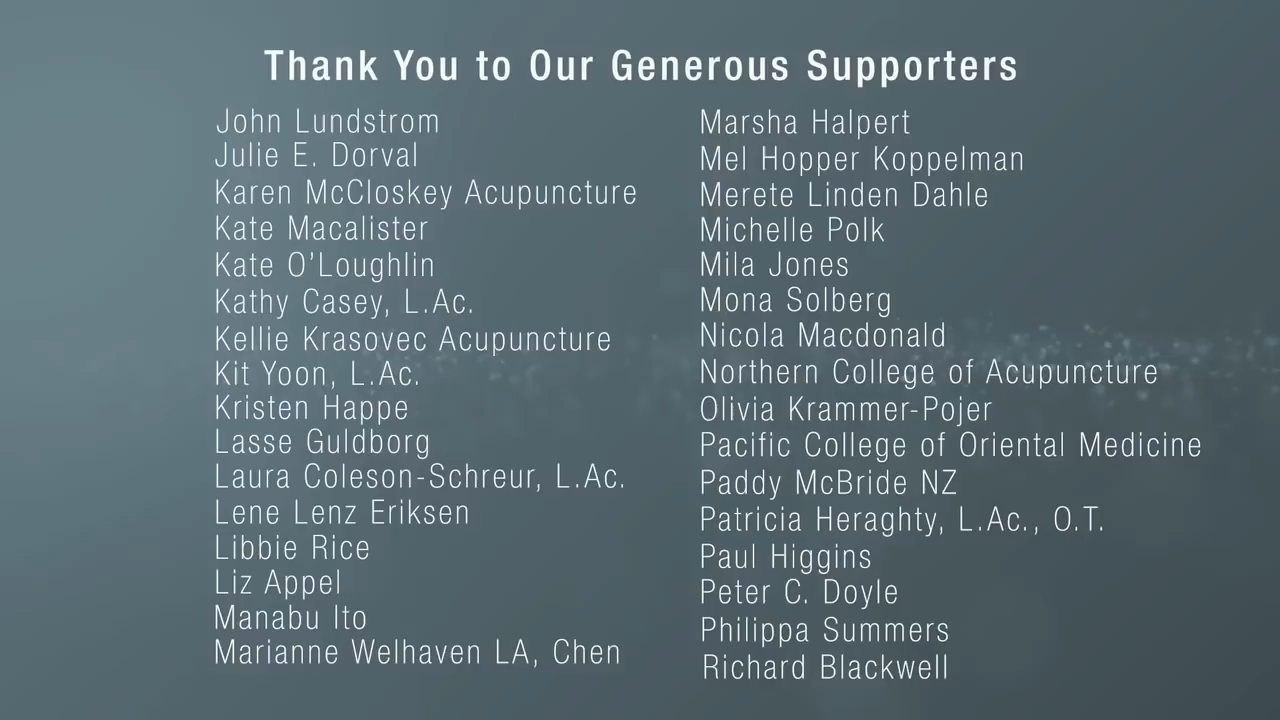 Thank You to Our Generous Supporters
John Lundstrom
Julie E. Dorval
Karen McCloskey Acupuncture
Kate Macalister
Kate O'Loughlin
Kathy Casey, L.Ac.
Kellie Krasovec Acupuncture
Kit Yoon, L.Ac.
Kristen Happe
Lasse Guldborg
Laura Coleson-Schreur, L.Ac.
Lene Lenz Eriksen
Libbie Rice
Liz Appel
Manabu Ito
Marianne Welhaven LA, Chen
Marsha Halpert
Mel Hopper Koppelman
Merete Linden Dahle
Michelle Polk
Mila Jones
Mona Solberg
Nicola Macdonald
Northern College of Acupuncture
Olivia Krammer-Pojer
Pacific College of Oriental Medicine
Paddy McBride NZ
Patricia Heraghty, L.Ac., O.T.
Paul Higgins
Peter C. Doyle
Philippa Summers
Richard Blackwell